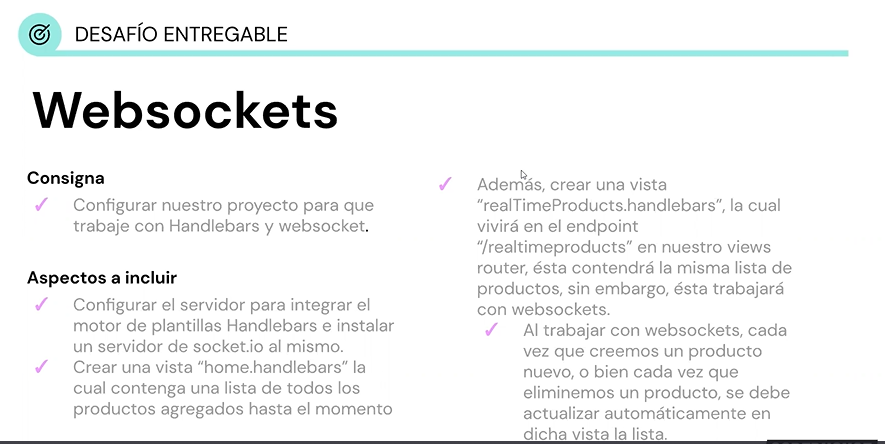 DESAFÍO ENTREGABLE
Websockets
Consigna
Configurar nuestro proyecto para que
trabaje con Handlebars y websocket.
Aspectos a incluir
Configurar el servidor para integrar el
motor de plantillas Handlebars e instalar
un servidor de socket.io al mismo.
Crear una vista “home.handlebars” la
cual contenga una lista de todos los
productos agregados hasta el momento
Además, crear una vista
“realTimeProducts.handlebars”, la cual
vivirá en el endpoint
“/realtimeproducts” en nuestro views
router, ésta contendrá la misma lista de
productos, sin embargo, ésta trabajará
con websockets.
Al trabajar con websockets, cada
vez que creemos un producto
nuevo, o bien cada vez que
eliminemos un producto, se debe
actualizar automáticamente en
dicha vista la lista.